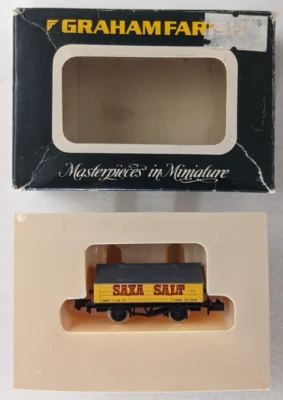 GRAHAM FAR
Masterpieces in Miniature
SAXA SALT